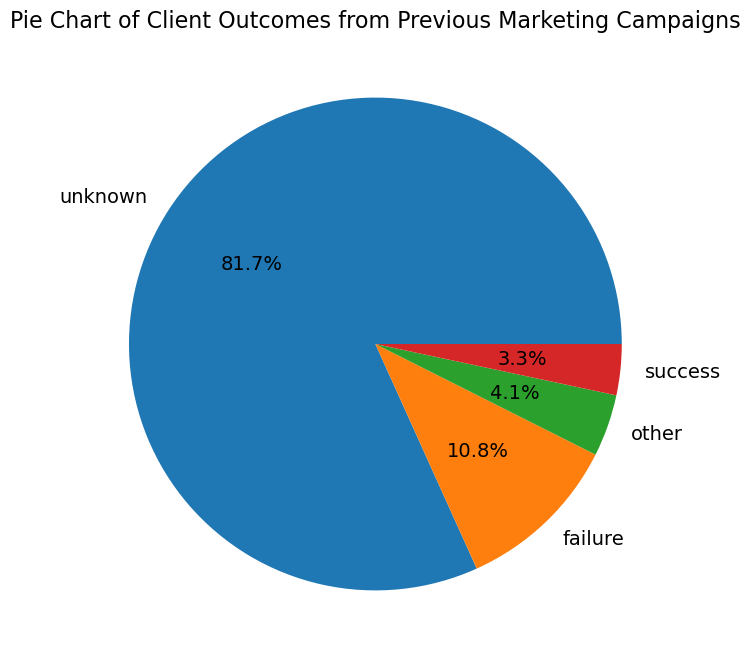 Pie Chart of Client Outcomes from Previous Marketing Campaigns
unknown
81.7%
3.3%
success
4.1%
other
10.8%
failure